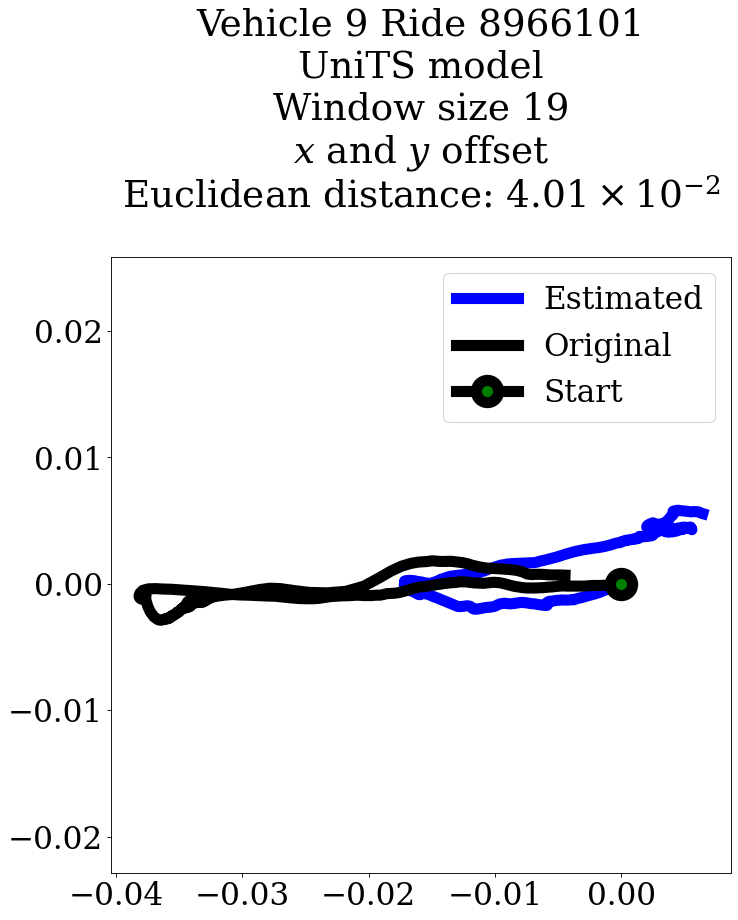 Vehicle 9 Ride 8966101
UniTS model
Window size 19
x and y offset
Euclidean distance: 4.01 × 10⁻²
Estimated
Original
Start
0.02
0.01
0.00
−0.01
−0.02
−0.04 −0.03 −0.02 −0.01 0.00